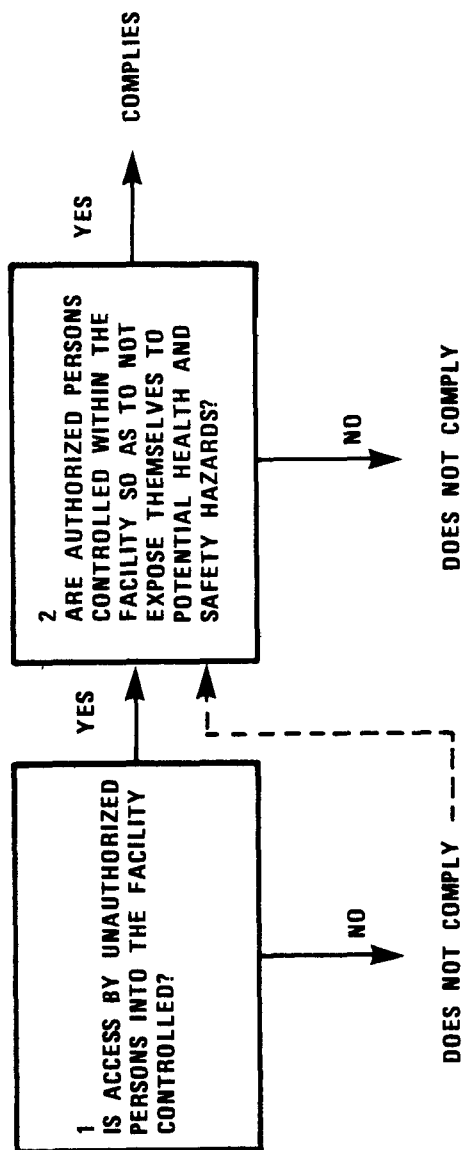 1
IS ACCESS BY UNAUTHORIZED
PERSONS INTO THE FACILITY
CONTROLLED?
YES
NO
DOES NOT COMPLY
2
ARE AUTHORIZED PERSONS
CONTROLLED WITHIN THE
FACILITY SO AS TO NOT
EXPOSE THEMSELVES TO
POTENTIAL HEALTH AND
SAFETY HAZARDS?
YES
COMPLIES
NO
DOES NOT COMPLY